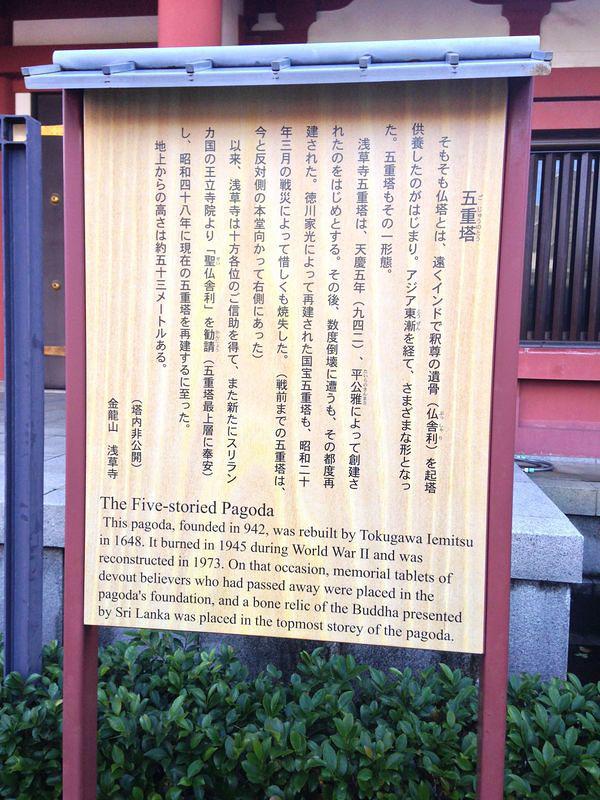 五重塔
ごじゅうのとう
そもそも仏塔とは、遠くインドで釈尊の遺骨（仏舎利）を起塔
供養したのがはじまり。アジア東漸を経て、さまざまな形となっ
た。五重塔もその一形態。
浅草寺五重塔は、天慶五年（九四二）、平公雅によって創建さ
れたのをはじめとする。その後、数度倒壊に遭うも、その都度再
建された。徳川家光によって再建された国宝五重塔も、昭和二十
年三月の戦災によって惜しくも焼失した。（戦前までの五重塔は、
今と反対側の本堂向かって右側にあった）
以来、浅草寺は十方各位のご信助を得て、また新たにスリラン
カ国の王立寺院より「聖仏舎利」を勧請（五重塔最上層に奉安）
し、昭和四十八年に現在の五重塔を再建するに至った。
地上からの高さは約五十三メートルある。
（塔内非公開）
金龍山　浅草寺
The Five-storied Pagoda
This pagoda, founded in 942, was rebuilt by Tokugawa Iemitsu
in 1648. It burned in 1945 during World War II and was
reconstructed in 1973. On that occasion, memorial tablets of
devout believers who had passed away were placed in the
pagoda's foundation, and a bone relic of the Buddha presented
by Sri Lanka was placed in the topmost storey of the pagoda.